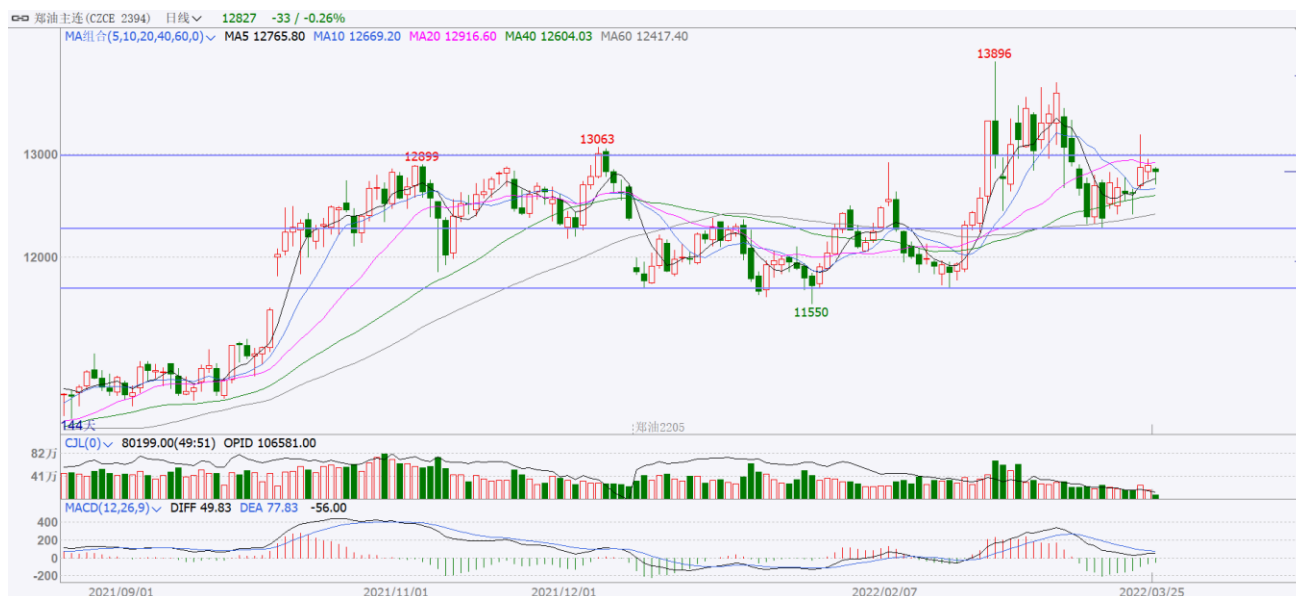 郑油主连(CZCE 2394) 日线 12827 -33 / -0.26%
MA组合(5,10,20,40,60,0) MA5 12765.80 MA10 12669.20 MA20 12916.60 MA40 12604.03 MA60 12417.40
13896
13063
13000
12899
12000
11550
144天
郑油2205
CJL(0) 80199.00(49:51) OPID 106581.00
82万
41万
MACD(12,26,9) DIFF 49.83 DEA 77.83 -56.00
400
200
0
-200
2021/09/01 2021/11/01 2021/12/01 2022/02/07 2022/03/25